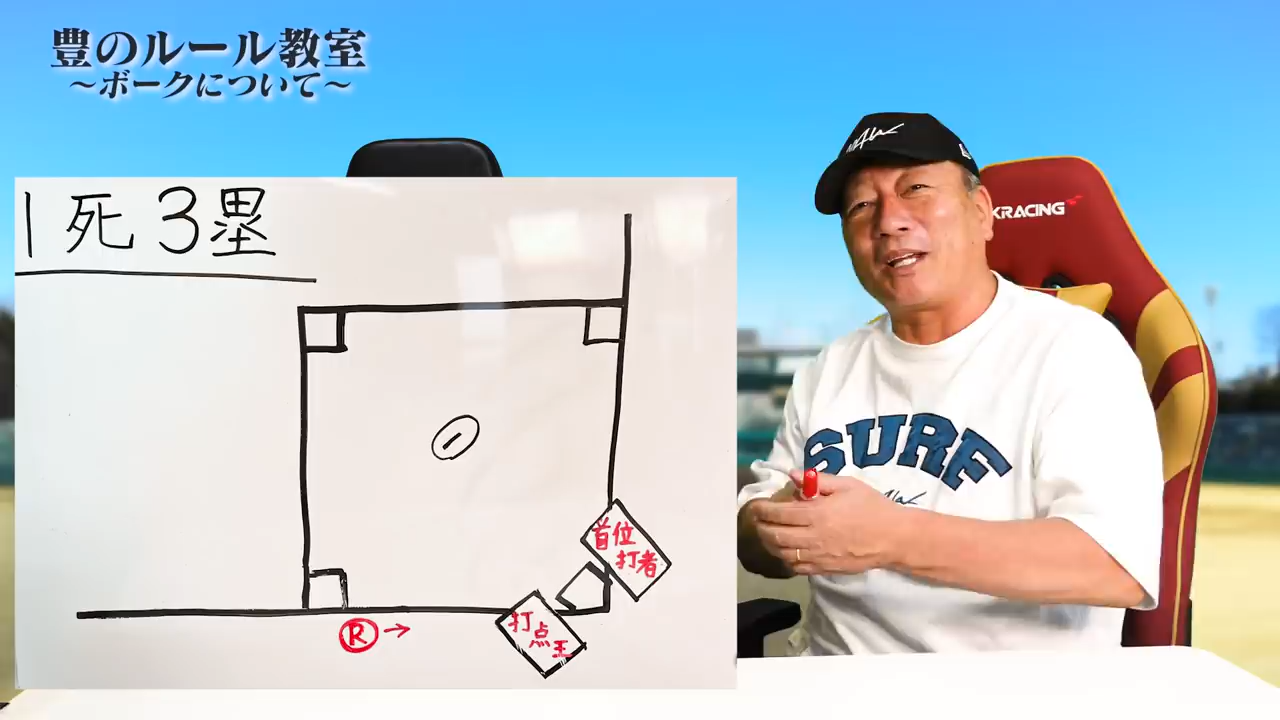 豊のルール教室
~ボークについて~
1死3塁
首位
打者
打
点
王
R→
KRACING
SURF